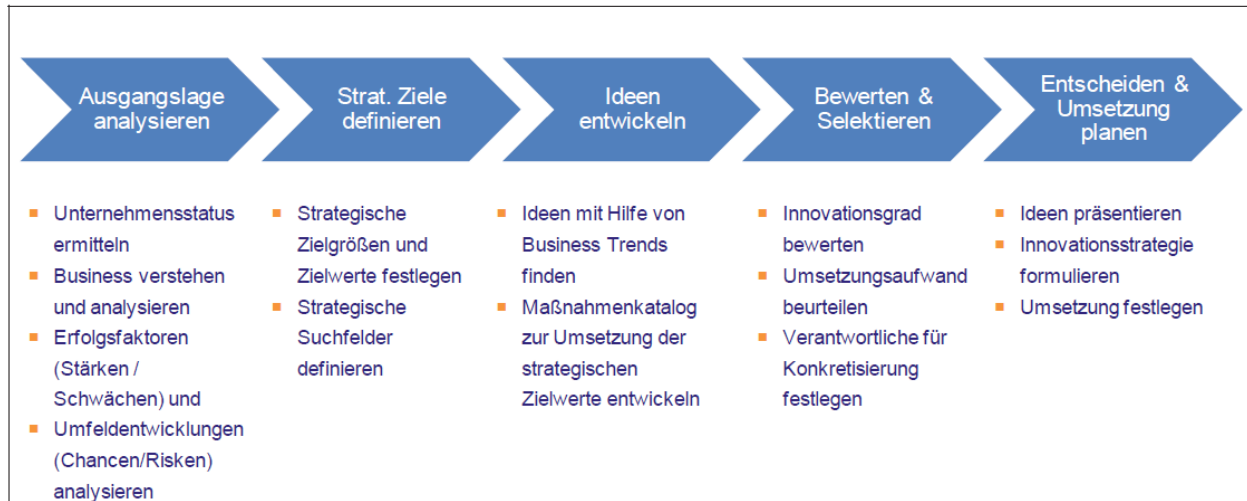 Ausgangslage
analysieren
Strat. Ziele
definieren
Ideen
entwickeln
Bewerten &
Selektieren
Entscheiden &
Umsetzung
planen
Unternehmensstatus
ermitteln
Business verstehen
und analysieren
Erfolgsfaktoren
(Stärken /
Schwächen) und
Umfeldentwicklungen
(Chancen/Risken)
analysieren
Strategische
Zielgrößen und
Zielwerte festlegen
Strategische
Suchfelder
definieren
Ideen mit Hilfe von
Business Trends
finden
Maßnahmenkatalog
zur Umsetzung der
strategischen
Zielwerte entwickeln
Innovationsgrad
bewerten
Umsetzungsaufwand
beurteilen
Verantwortliche für
Konkretisierung
festlegen
Ideen präsentieren
Innovationsstrategie
formulieren
Umsetzung festlegen